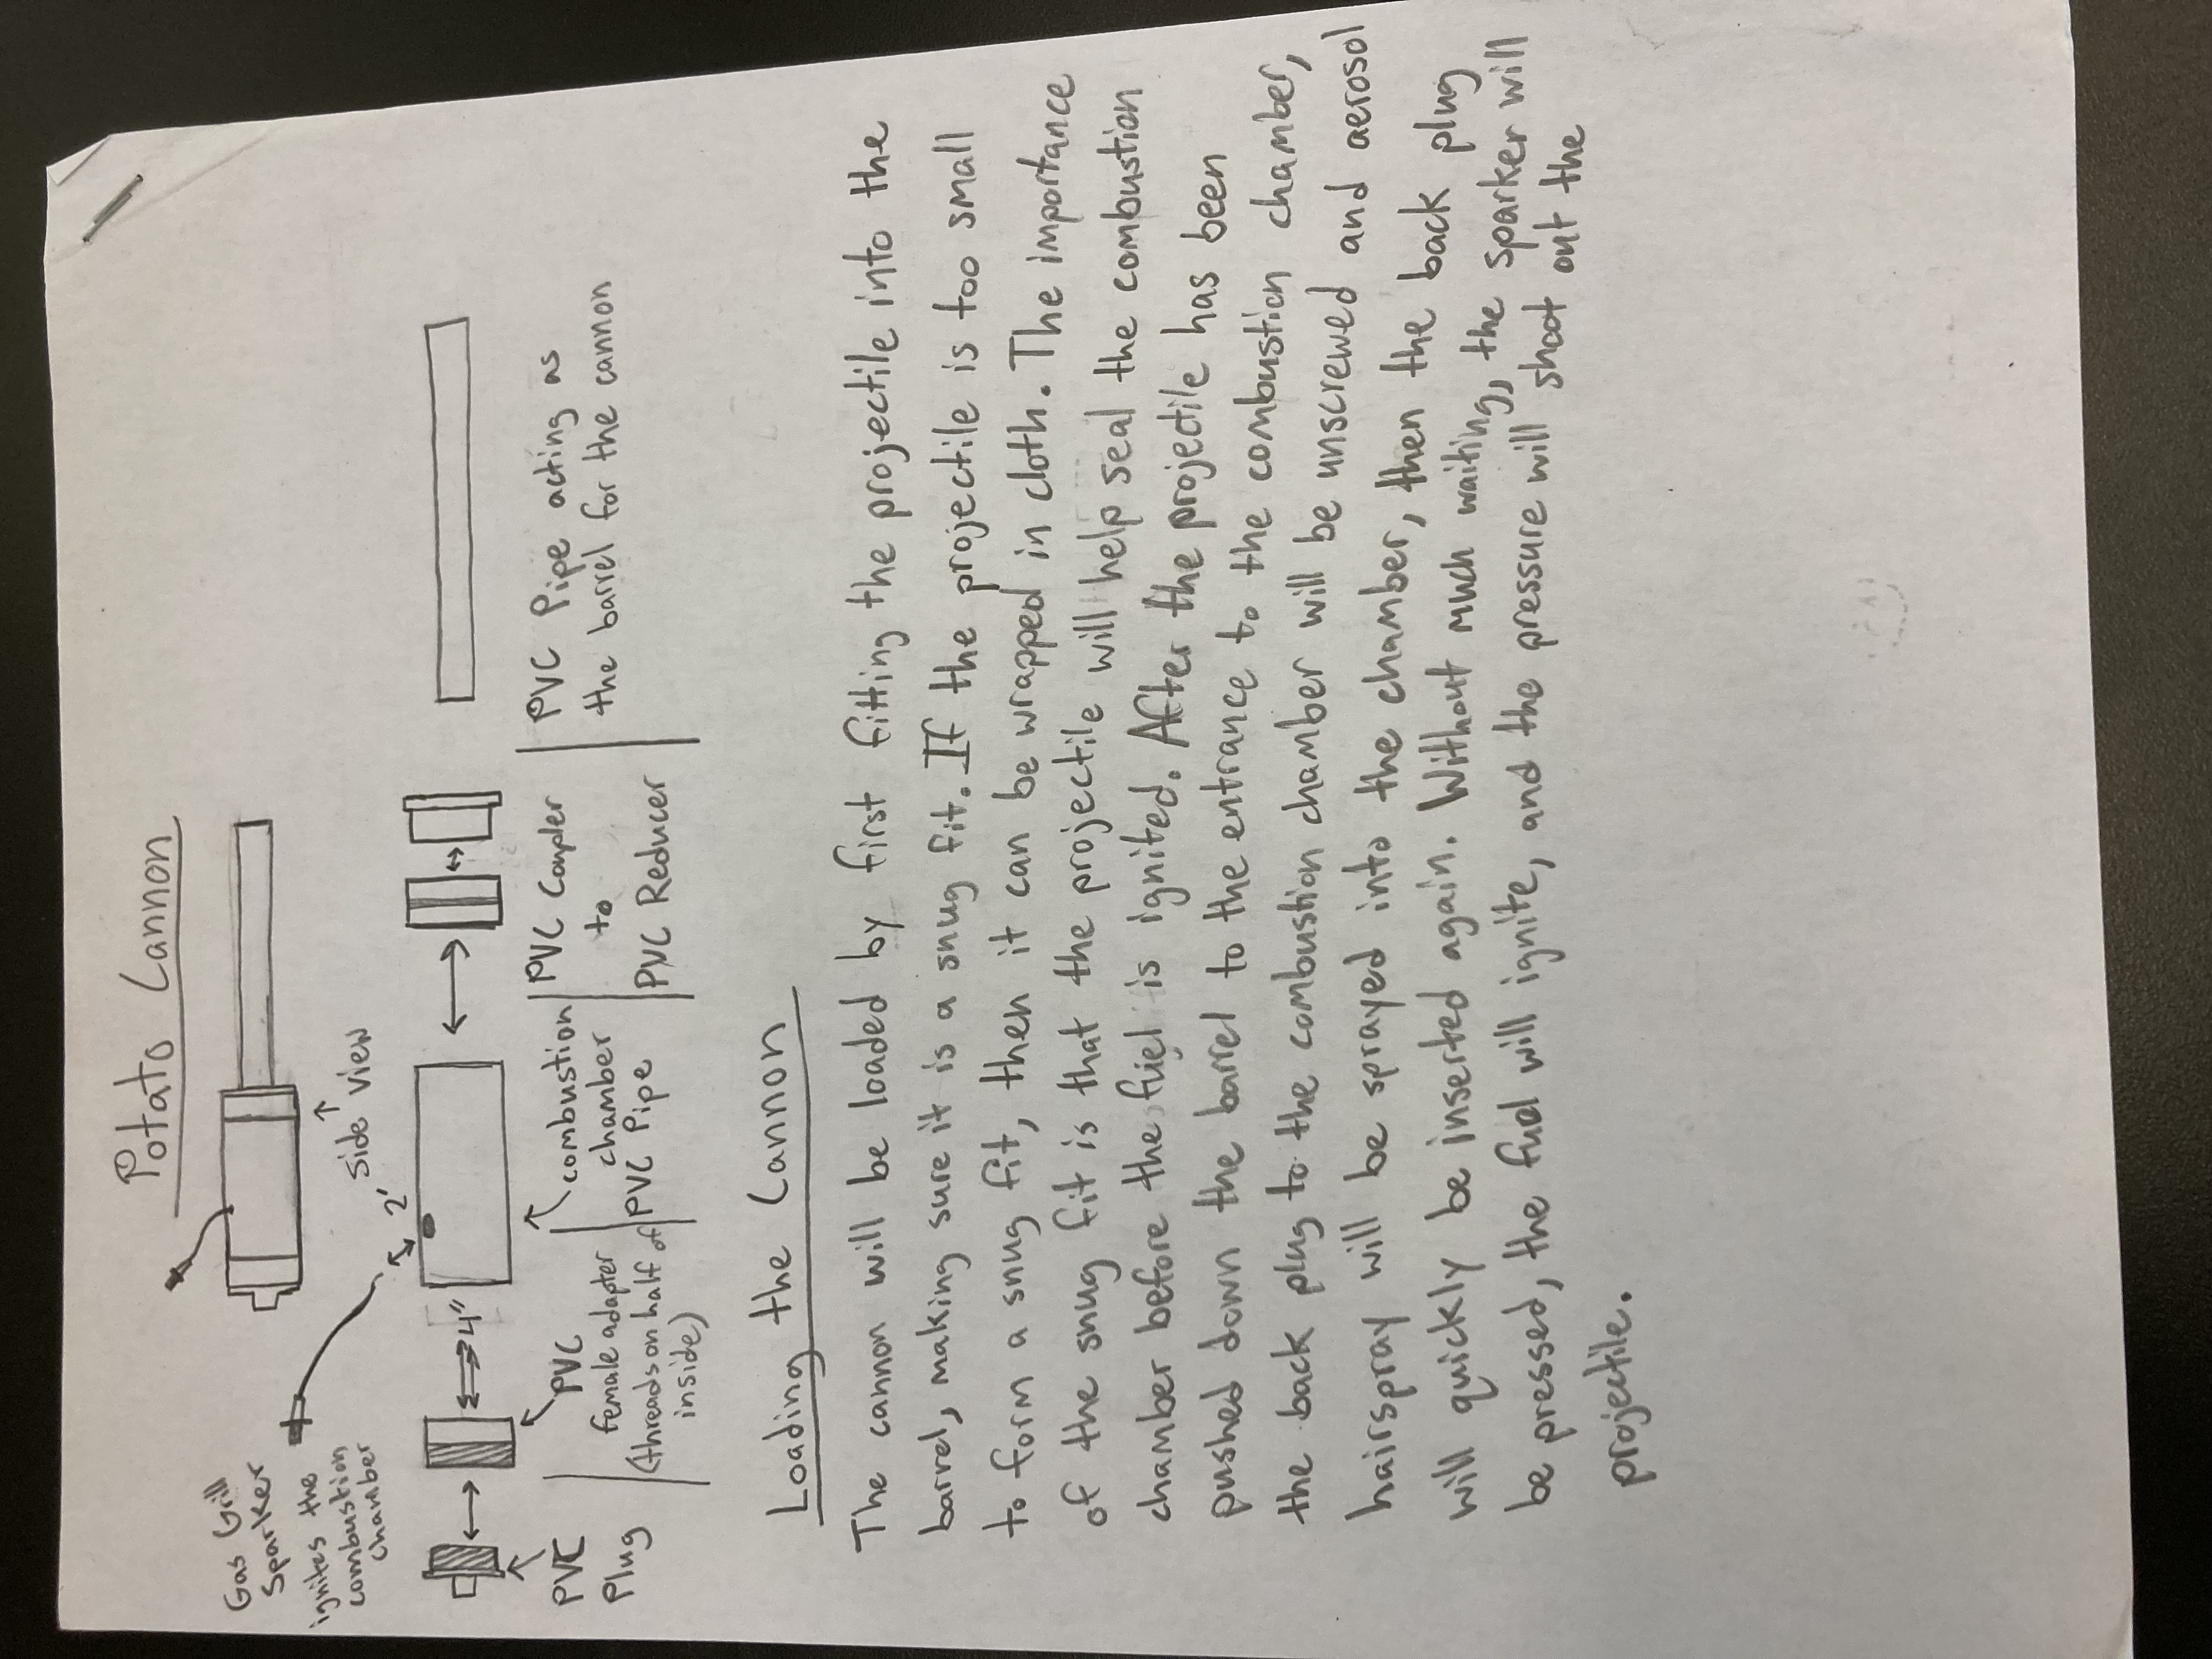 Potato Cannon
Gas Grill
Sparker
ignites the
combustion
chamber
side view
2'
4"
PVC
Plug
PVC
female adapter
(threads on half of
inside)
combustion
chamber
PVC Pipe
PVC Coupler
to
PVC Reducer
PVC Pipe acting as
the barrel for the cannon
Loading the Cannon
The cannon will be loaded by first fitting the projectile into the
barrel, making sure it is a snug fit. If the projectile is too small
to form a snug fit, then it can be wrapped in cloth. The importance
of the snug fit is that the projectile will help seal the combustion
chamber before the fuel is ignited. After the projectile has been
pushed down the barrel to the entrance to the combustion chamber,
the back plug to the combustion chamber will be unscrewed and aerosol
hairspray will be sprayed into the chamber, then the back plug
will quickly be inserted again. Without much waiting, the sparker will
be pressed, the fuel will ignite, and the pressure will shoot out the
projectile.